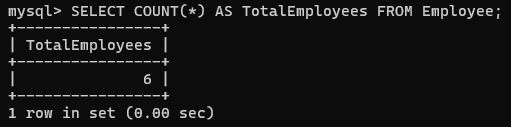 mysql> SELECT COUNT(*) AS TotalEmployees FROM Employee;
+----------------+
| TotalEmployees |
+----------------+
|              6 |
+----------------+
1 row in set (0.00 sec)